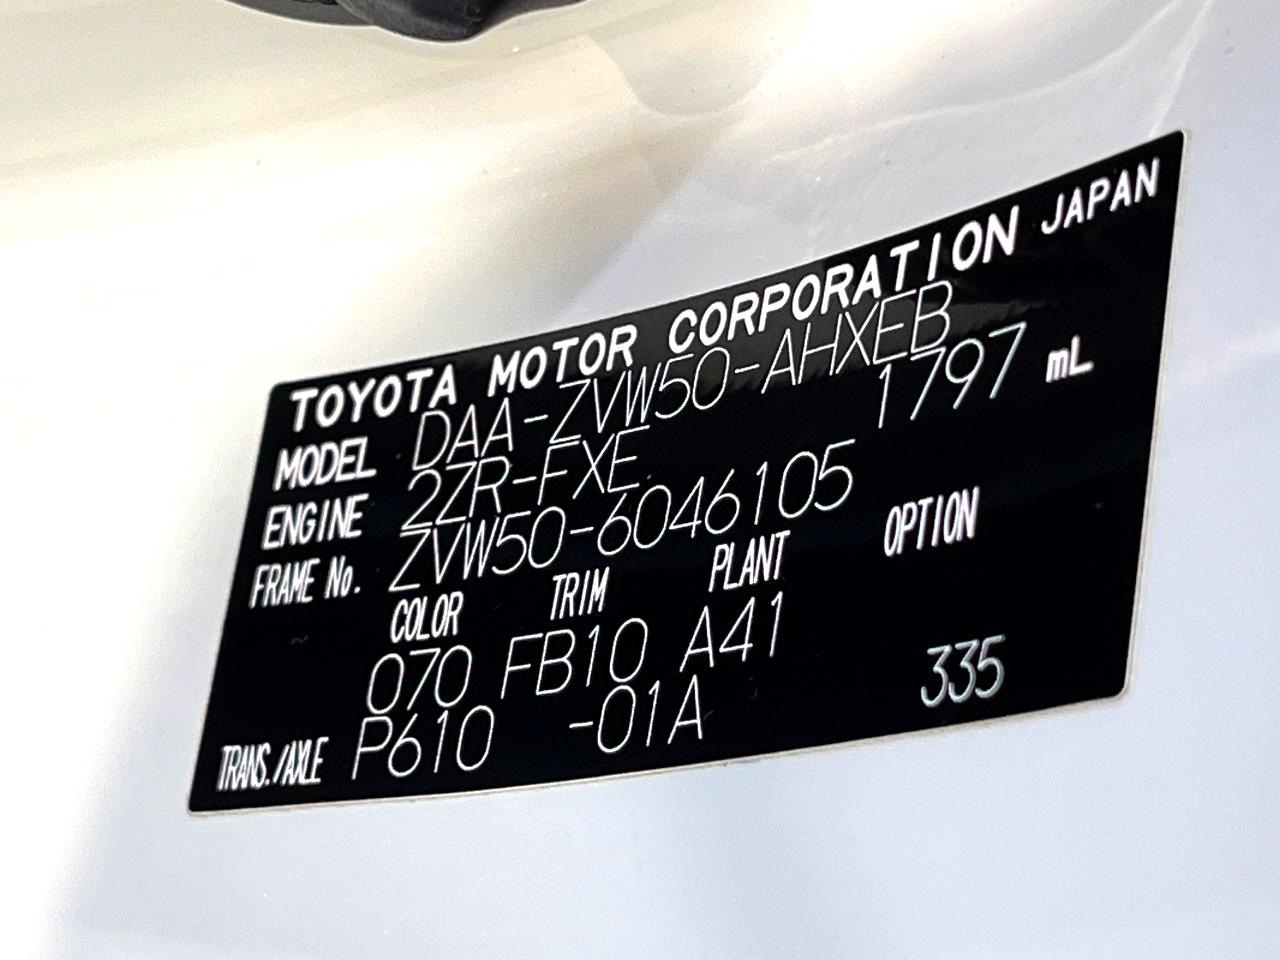 TOYOTA MOTOR CORPORATION JAPAN
MODEL DAA-ZVW50-AHXEB
ENGINE 2ZR-FXE 1797 mL
FRAME No. ZVW50-6046105
COLOR TRIM PLANT OPTION
070 FB10 A41
TRANS./AXLE P610 -01A 335